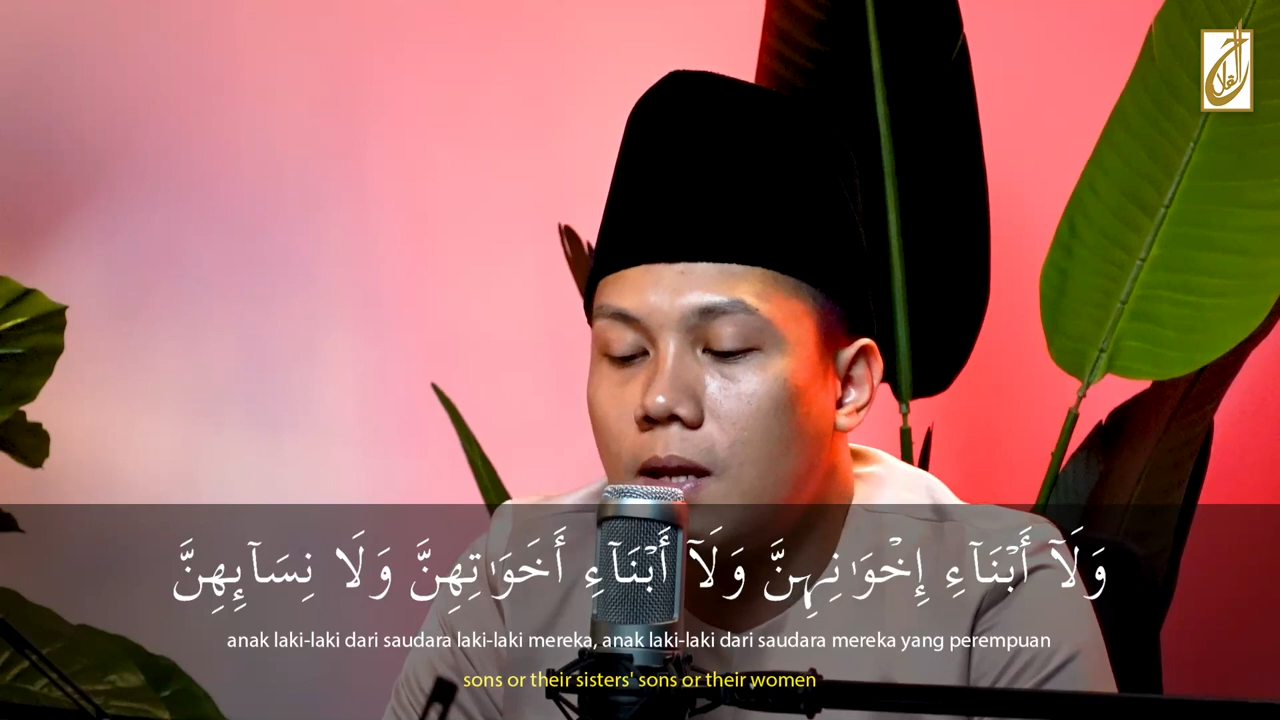 وَلَآ أَبْنَآءِ إِخْوَٰنِهِنَّ وَلَآ أَبْنَآءِ أَخَوَٰتِهِنَّ وَلَا نِسَآئِهِنَّ
anak laki-laki dari saudara laki-laki mereka, anak laki-laki dari saudara mereka yang perempuan
sons or their sisters' sons or their women